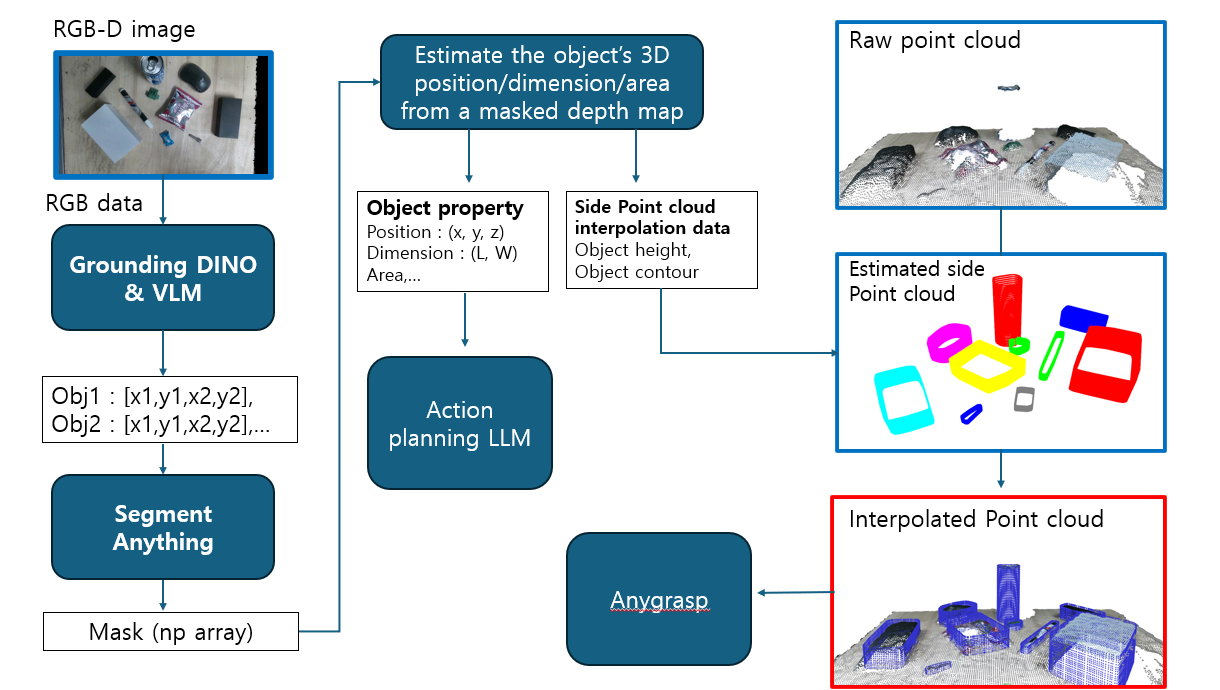 RGB-D image
RGB data
Grounding DINO
& VLM
Obj1 : [x1,y1,x2,y2],
Obj2 : [x1,y1,x2,y2],...
Segment
Anything
Mask (np array)
Estimate the object’s 3D
position/dimension/area
from a masked depth map
Object property
Position : (x, y, z)
Dimension : (L, W)
Area,...
Side Point cloud
interpolation data
Object height,
Object contour
Action
planning LLM
Raw point cloud
Estimated side
Point cloud
Interpolated Point cloud
Anygrasp